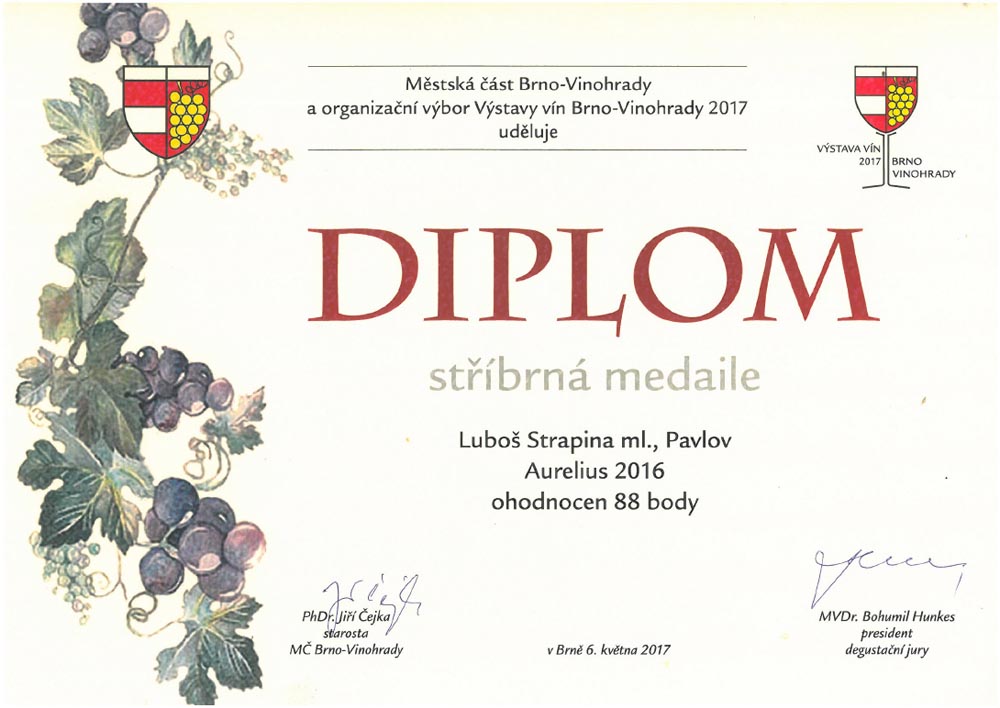 Městská část Brno-Vinohrady
a organizační výbor Výstavy vín Brno-Vinohrady 2017
uděluje
VÝSTAVA VÍN
2017
BRNO
VINOHRADY
DIPLOM
stříbrná medaile
Luboš Strapina ml., Pavlov
Aurelius 2016
ohodnocen 88 body
PhDr. Jiří Čejka
starosta
MČ Brno-Vinohrady
v Brně 6. května 2017
MVDr. Bohumil Hunkes
president
degustační jury